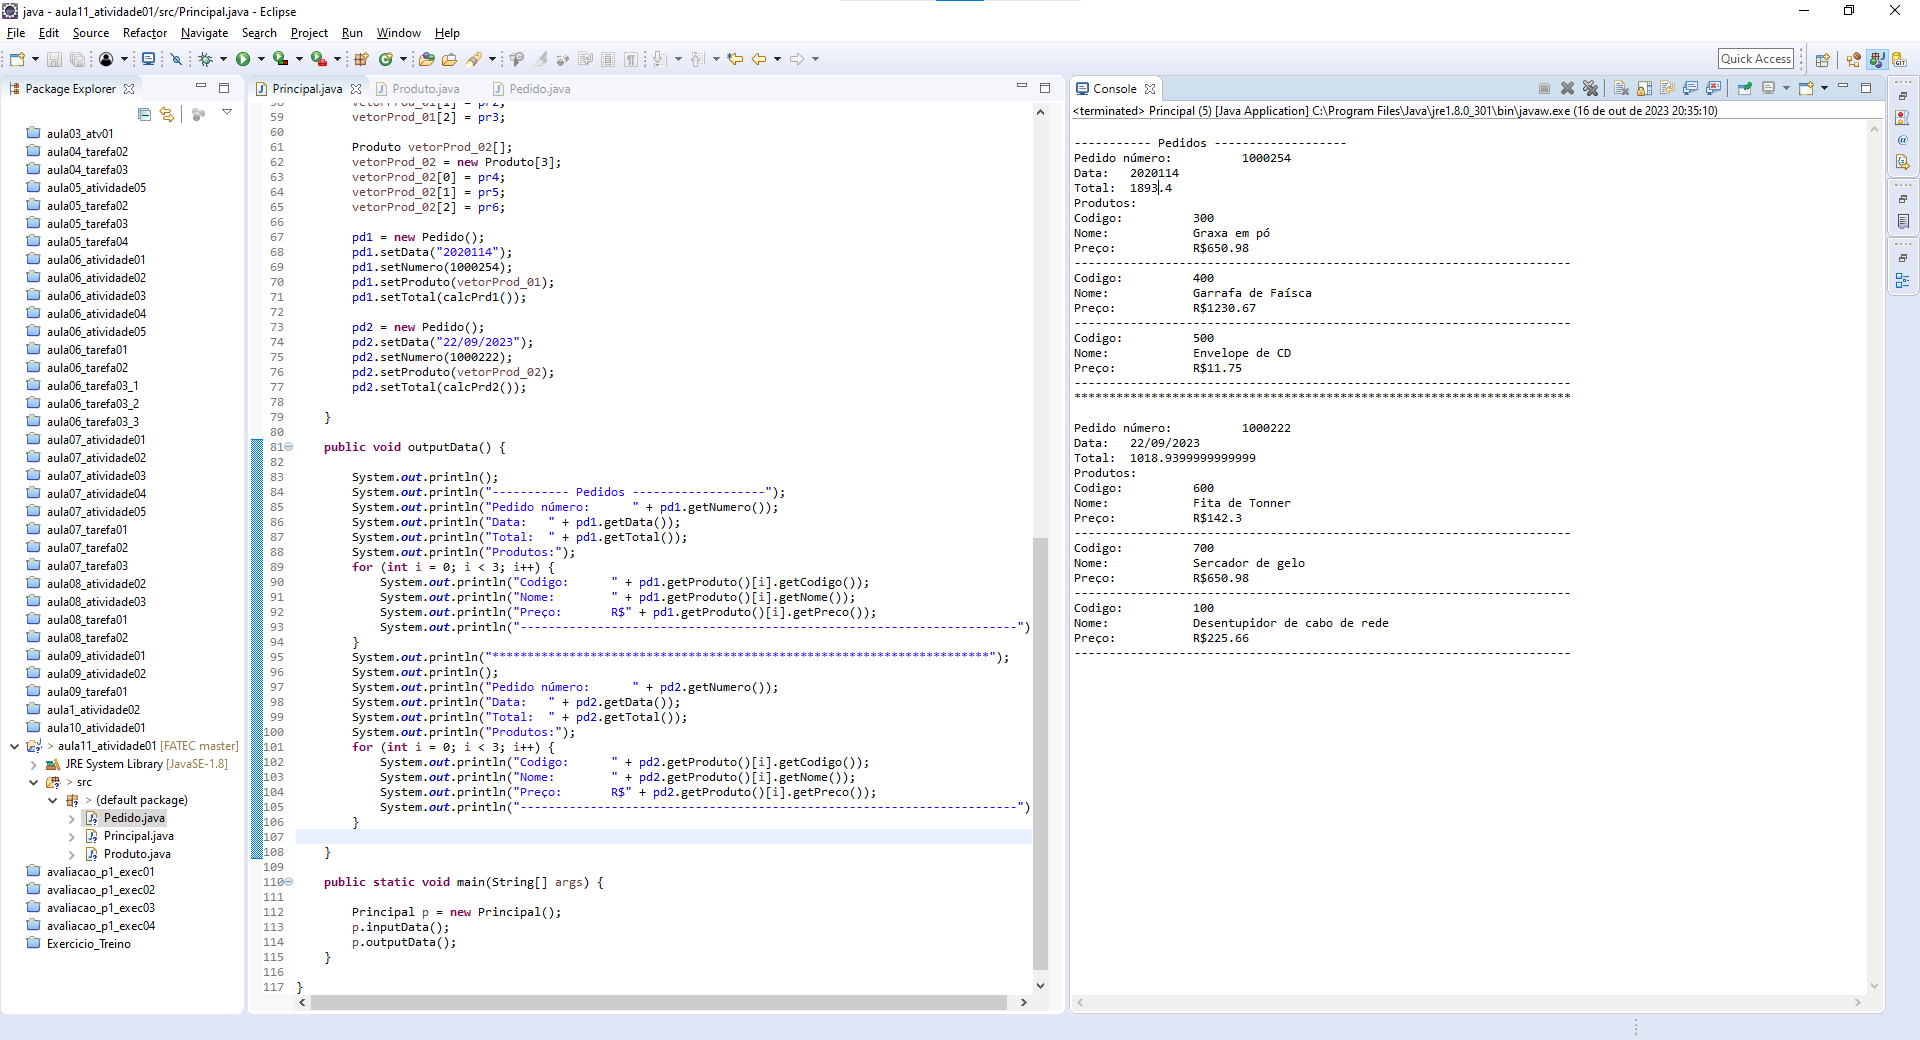 java - aula11_atividade01/src/Principal.java - Eclipse
File Edit Source Refactor Navigate Search Project Run Window Help
Quick Access
Package Explorer
aula03_atv01
aula04_tarefa02
aula04_tarefa03
aula05_atividade05
aula05_tarefa02
aula05_tarefa03
aula05_tarefa04
aula06_atividade01
aula06_atividade02
aula06_atividade03
aula06_atividade04
aula06_atividade05
aula06_tarefa01
aula06_tarefa02
aula06_tarefa03_1
aula06_tarefa03_2
aula06_tarefa03_3
aula07_atividade01
aula07_atividade02
aula07_atividade03
aula07_atividade04
aula07_atividade05
aula07_tarefa01
aula07_tarefa02
aula07_tarefa03
aula08_atividade02
aula08_atividade03
aula08_tarefa01
aula08_tarefa02
aula09_atividade01
aula09_atividade02
aula09_tarefa01
aula1_atividade02
aula10_atividade01
> aula11_atividade01 [FATEC master]
JRE System Library [JavaSE-1.8]
> src
> (default package)
Pedido.java
Principal.java
Produto.java
avaliacao_p1_exec01
avaliacao_p1_exec02
avaliacao_p1_exec03
avaliacao_p1_exec04
Exercicio_Treino
Principal.java Produto.java Pedido.java
58 vetorProd_01[1] = pr2;
59 vetorProd_01[2] = pr3;
60
61 Produto vetorProd_02[];
62 vetorProd_02 = new Produto[3];
63 vetorProd_02[0] = pr4;
64 vetorProd_02[1] = pr5;
65 vetorProd_02[2] = pr6;
66
67 pd1 = new Pedido();
68 pd1.setData("2020114");
69 pd1.setNumero(1000254);
70 pd1.setProduto(vetorProd_01);
71 pd1.setTotal(calcPrd1());
72
73 pd2 = new Pedido();
74 pd2.setData("22/09/2023");
75 pd2.setNumero(1000222);
76 pd2.setProduto(vetorProd_02);
77 pd2.setTotal(calcPrd2());
78
79 }
80
81 public void outputData() {
82
83 System.out.println();
84 System.out.println("----------- Pedidos -------------------");
85 System.out.println("Pedido número:      " + pd1.getNumero());
86 System.out.println("Data:   " + pd1.getData());
87 System.out.println("Total:  " + pd1.getTotal());
88 System.out.println("Produtos:");
89 for (int i = 0; i < 3; i++) {
90 System.out.println("Codigo:      " + pd1.getProduto()[i].getCodigo());
91 System.out.println("Nome:        " + pd1.getProduto()[i].getNome());
92 System.out.println("Preço:       R$" + pd1.getProduto()[i].getPreco());
93 System.out.println("-----------------------------------------------------------------------")
94 }
95 System.out.println("***********************************************************************");
96 System.out.println();
97 System.out.println("Pedido número:      " + pd2.getNumero());
98 System.out.println("Data:   " + pd2.getData());
99 System.out.println("Total:  " + pd2.getTotal());
100 System.out.println("Produtos:");
101 for (int i = 0; i < 3; i++) {
102 System.out.println("Codigo:      " + pd2.getProduto()[i].getCodigo());
103 System.out.println("Nome:        " + pd2.getProduto()[i].getNome());
104 System.out.println("Preço:       R$" + pd2.getProduto()[i].getPreco());
105 System.out.println("-----------------------------------------------------------------------")
106 }
107
108 }
109
110 public static void main(String[] args) {
111
112 Principal p = new Principal();
113 p.inputData();
114 p.outputData();
115 }
116
117 }
Console
<terminated> Principal (5) [Java Application] C:\Program Files\Java\jre1.8.0_301\bin\javaw.exe (16 de out de 2023 20:35:10)
----------- Pedidos -------------------
Pedido número: 1000254
Data: 2020114
Total: 1893.4
Produtos:
Codigo: 300
Nome: Graxa em pó
Preço: R$650.98
-----------------------------------------------------------------------
Codigo: 400
Nome: Garrafa de Faísca
Preço: R$1230.67
-----------------------------------------------------------------------
Codigo: 500
Nome: Envelope de CD
Preço: R$11.75
-----------------------------------------------------------------------
***********************************************************************
Pedido número: 1000222
Data: 22/09/2023
Total: 1018.9399999999999
Produtos:
Codigo: 600
Nome: Fita de Tonner
Preço: R$142.3
-----------------------------------------------------------------------
Codigo: 700
Nome: Sercador de gelo
Preço: R$650.98
-----------------------------------------------------------------------
Codigo: 100
Nome: Desentupidor de cabo de rede
Preço: R$225.66
-----------------------------------------------------------------------